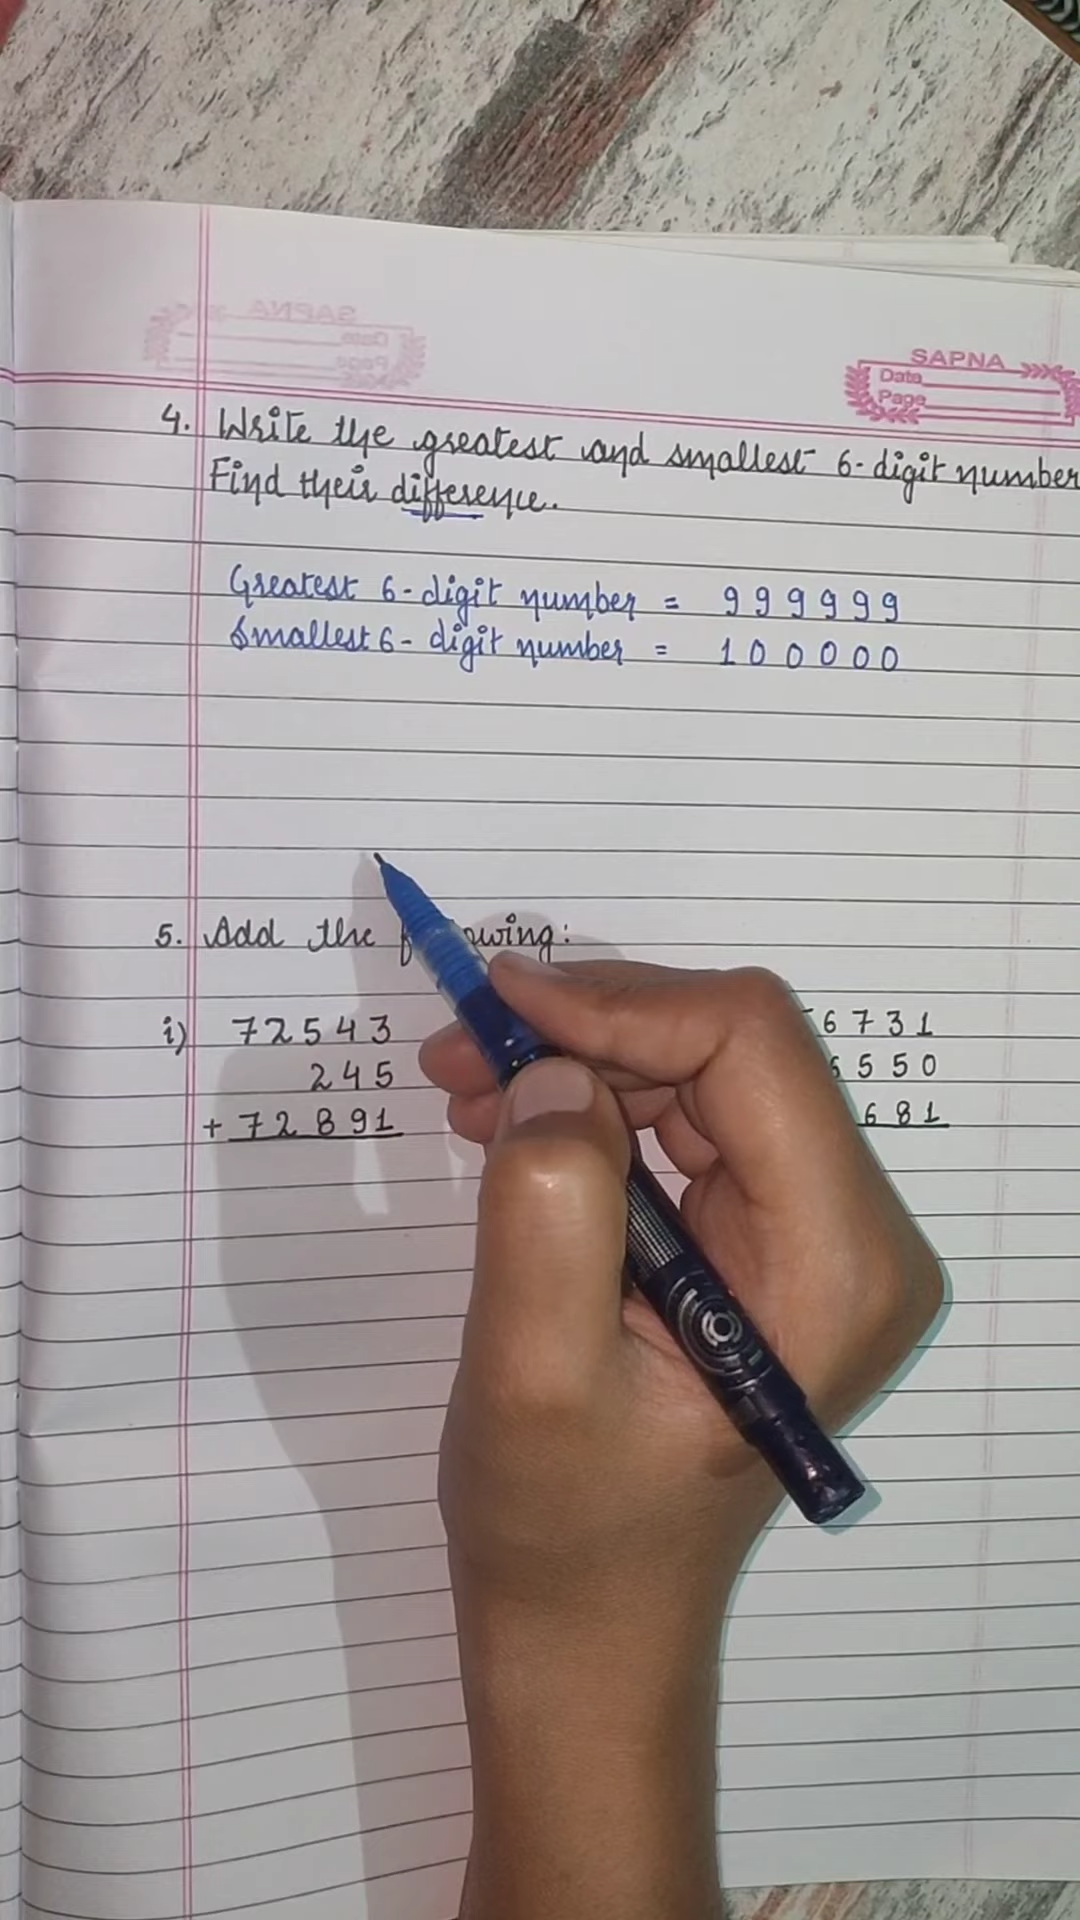 SAPNA
Date
Page
4. Write the greatest and smallest 6-digit number
Find their difference.
Greatest 6-digit number = 999999
Smallest 6-digit number = 100000
5. Add the
i) 72543
245
+ 72891
6731
550
681